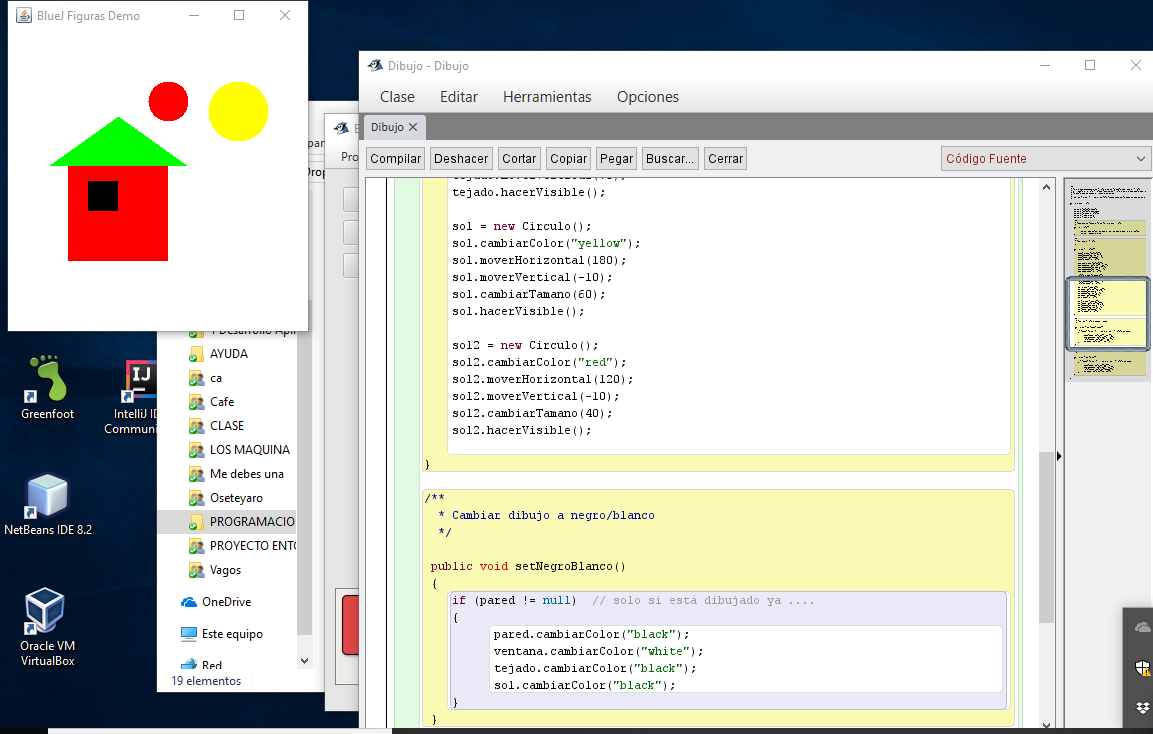 BlueJ Figuras Demo
Dibujo - Dibujo
Clase Editar Herramientas Opciones
Dibujo
Compilar Deshacer Cortar Copiar Pegar Buscar... Cerrar
Código Fuente
Pro
tejado.hacerVisible();
sol = new Circulo();
sol.cambiarColor("yellow");
sol.moverHorizontal(180);
sol.moverVertical(-10);
sol.cambiarTamano(60);
sol.hacerVisible();
sol2 = new Circulo();
sol2.cambiarColor("red");
sol2.moverHorizontal(120);
sol2.moverVertical(-10);
sol2.cambiarTamano(40);
sol2.hacerVisible();
}
/**
* Cambiar dibujo a negro/blanco
*/
public void setNegroBlanco()
{
if (pared != null) // solo si está dibujado ya ....
{
pared.cambiarColor("black");
ventana.cambiarColor("white");
tejado.cambiarColor("black");
sol.cambiarColor("black");
}
}
AYUDA
ca
Cafe
CLASE
LOS MAQUINA
Me debes una
Oseteyaro
PROGRAMACIO
PROYECTO ENTO
Vagos
OneDrive
Este equipo
Red
19 elementos
Greenfoot
IntelliJ ID
Communi
NetBeans IDE 8.2
Oracle VM
VirtualBox